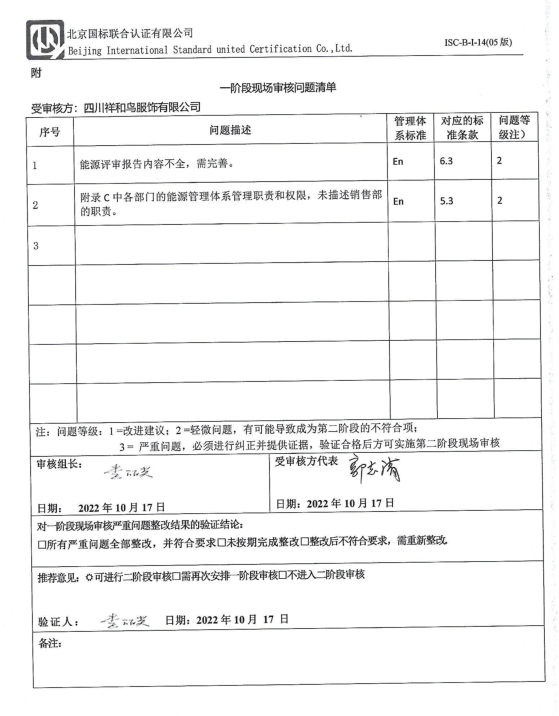 北京国标联合认证有限公司
Beijing International Standard united Certification Co.,Ltd.
ISC-B-I-14(05 版)
附
一阶段现场审核问题清单
受审核方：四川祥和鸟服饰有限公司
序号 问题描述 管理体系标准 对应的标准条款 问题等级注）
1 能源评审报告内容不全，需完善。 En 6.3 2
2 附录 C 中各部门的能源管理体系管理职责和权限，未描述销售部 En 5.3 2
的职责。
3
注：问题等级：1 =改进建议；2 =轻微问题，有可能导致成为第二阶段的不符合项；
3 = 严重问题，必须进行纠正并提供证据，验证合格后方可实施第二阶段现场审核
审核组长： 受审核方代表
日期： 2022 年 10 月 17 日 日期：2022 年 10 月 17 日
对一阶段现场审核严重问题整改结果的验证结论：
□所有严重问题全部整改，并符合要求□未按期完成整改□整改后不符合要求，需重新整改.
推荐意见：✩可进行二阶段审核□需再次安排一阶段审核□不进入二阶段审核
验证人： 日期：2022 年 10 月 17 日
备注：